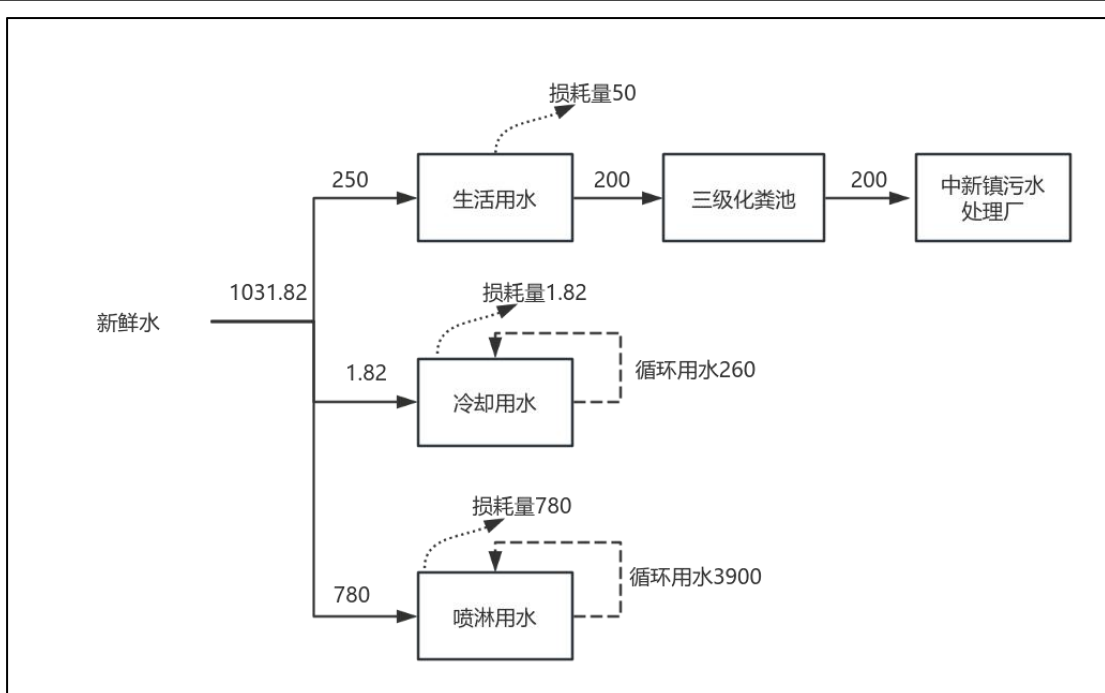 损耗量50
250
生活用水
200
三级化粪池
200
中新镇污水
处理厂
1031.82
新鲜水
损耗量1.82
1.82
冷却用水
循环用水260
损耗量780
780
喷淋用水
循环用水3900